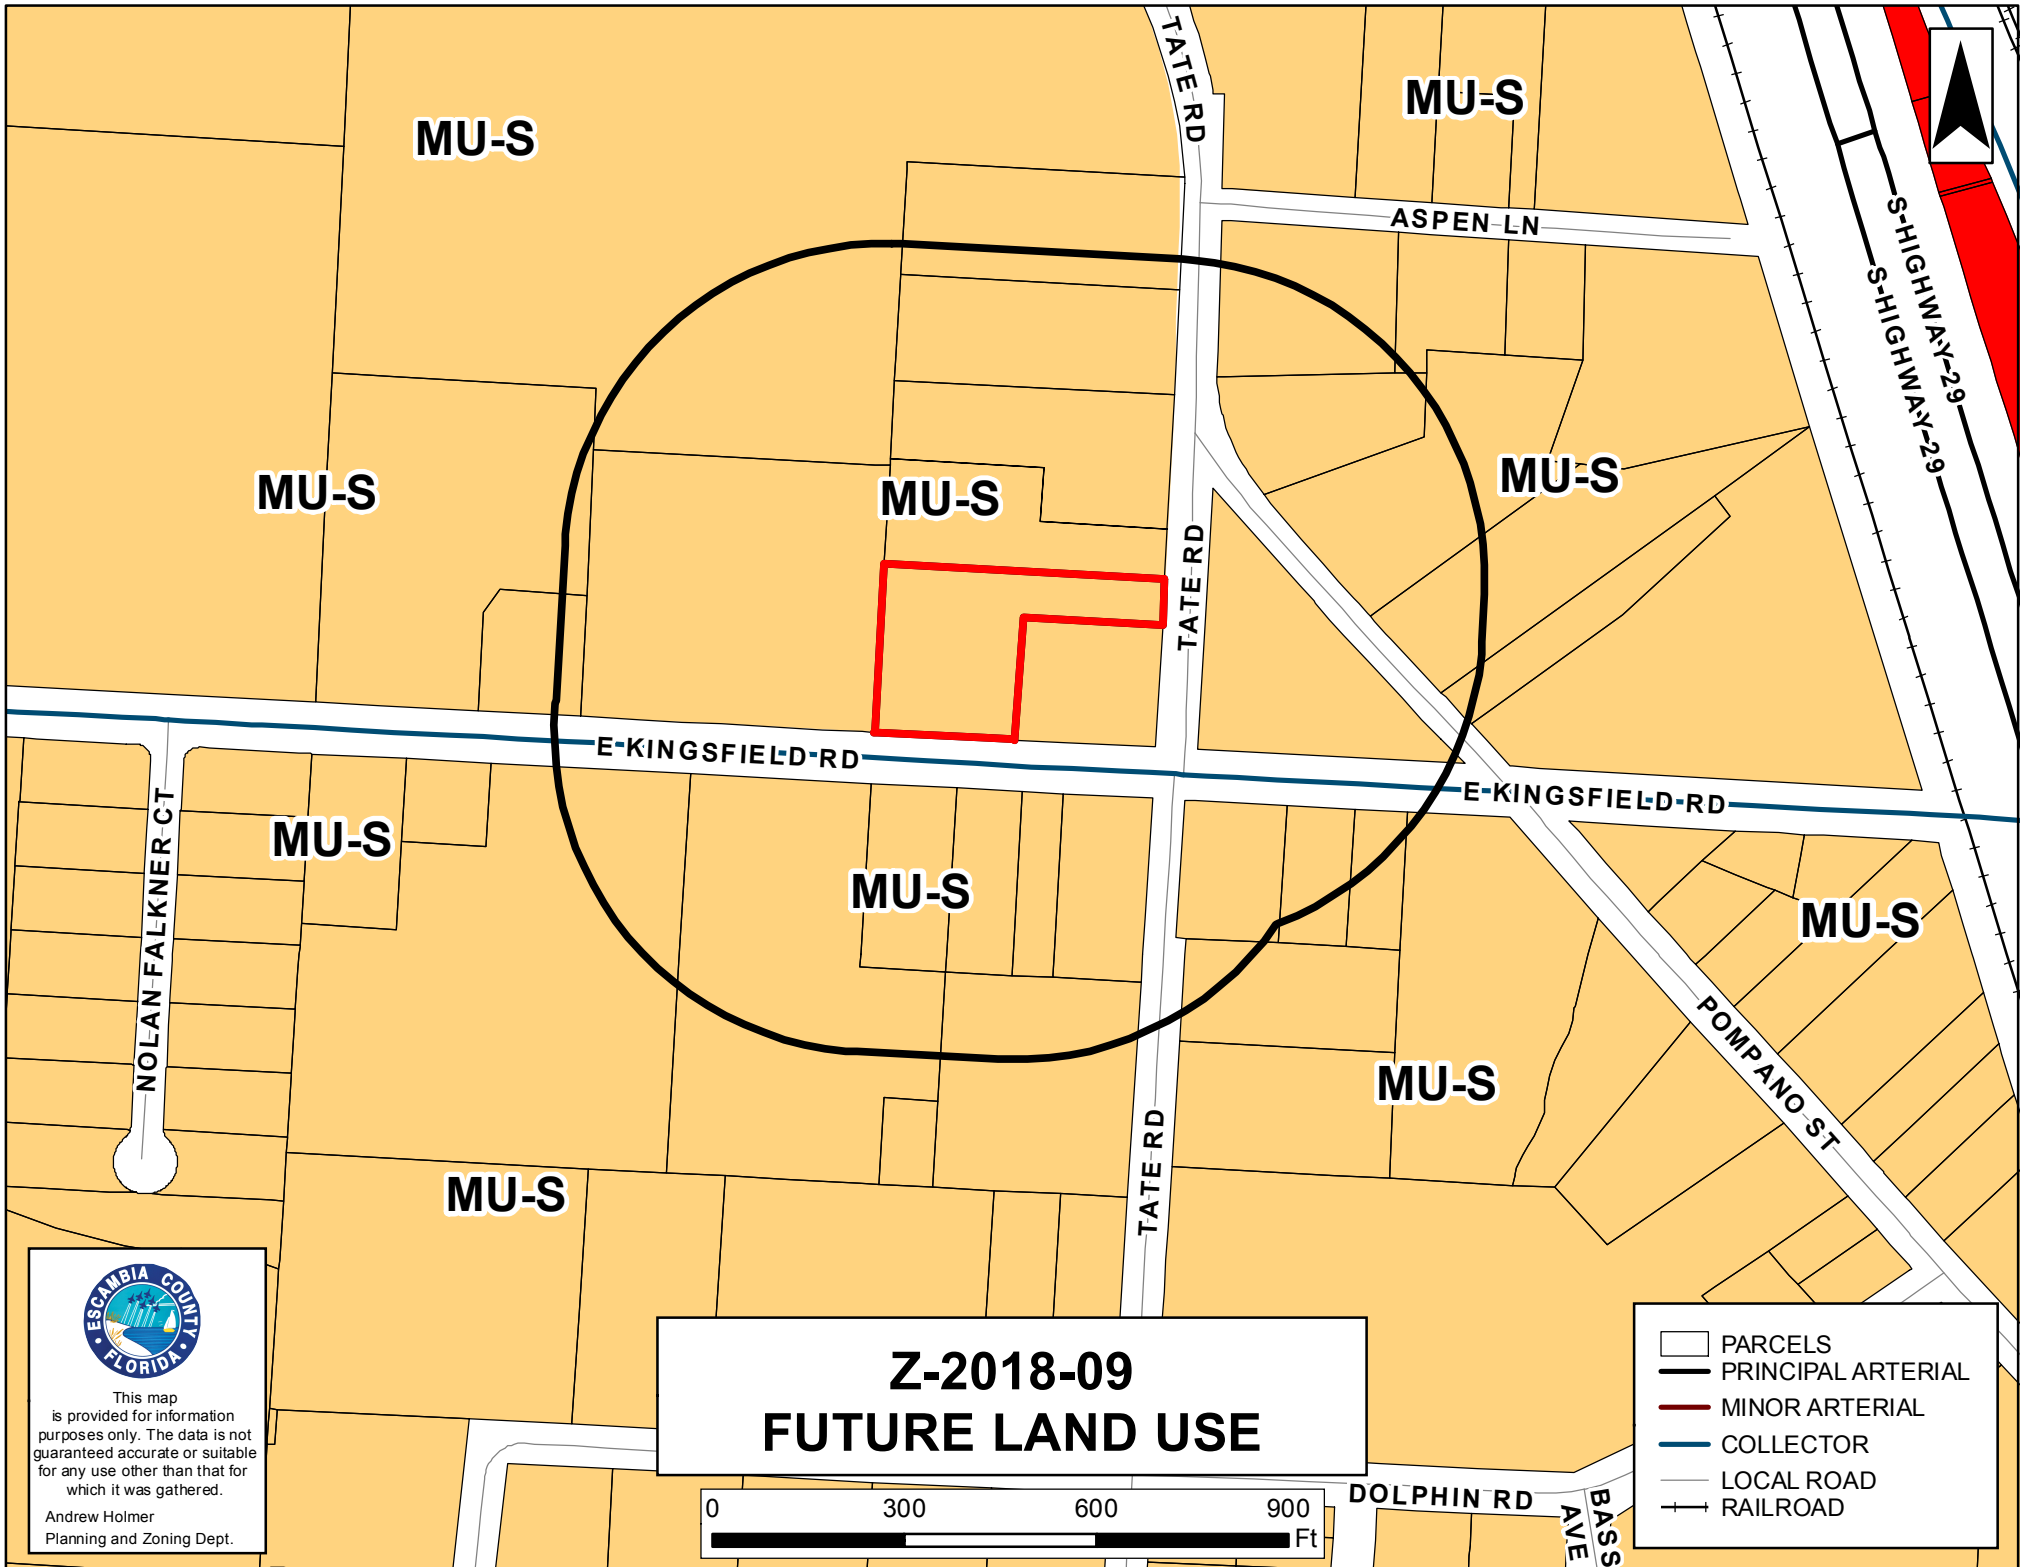 TATE RD
MU-S
MU-S
ASPEN LN
S HIGHWAY 29
S HIGHWAY 29
MU-S
MU-S
MU-S
TATE RD
E KINGSFIELD RD
E KINGSFIELD RD
NOLAN FALKNER CT
MU-S
MU-S
MU-S
POMPANO ST
MU-S
TATE RD
MU-S
ESCAMBIA COUNTY
FLORIDA
This map
is provided for information
purposes only. The data is not
guaranteed accurate or suitable
for any use other than that for
which it was gathered.
Andrew Holmer
Planning and Zoning Dept.
Z-2018-09
FUTURE LAND USE
0 300 600 900
Ft
DOLPHIN RD
BASS
AVE
PARCELS
PRINCIPAL ARTERIAL
MINOR ARTERIAL
COLLECTOR
LOCAL ROAD
RAILROAD